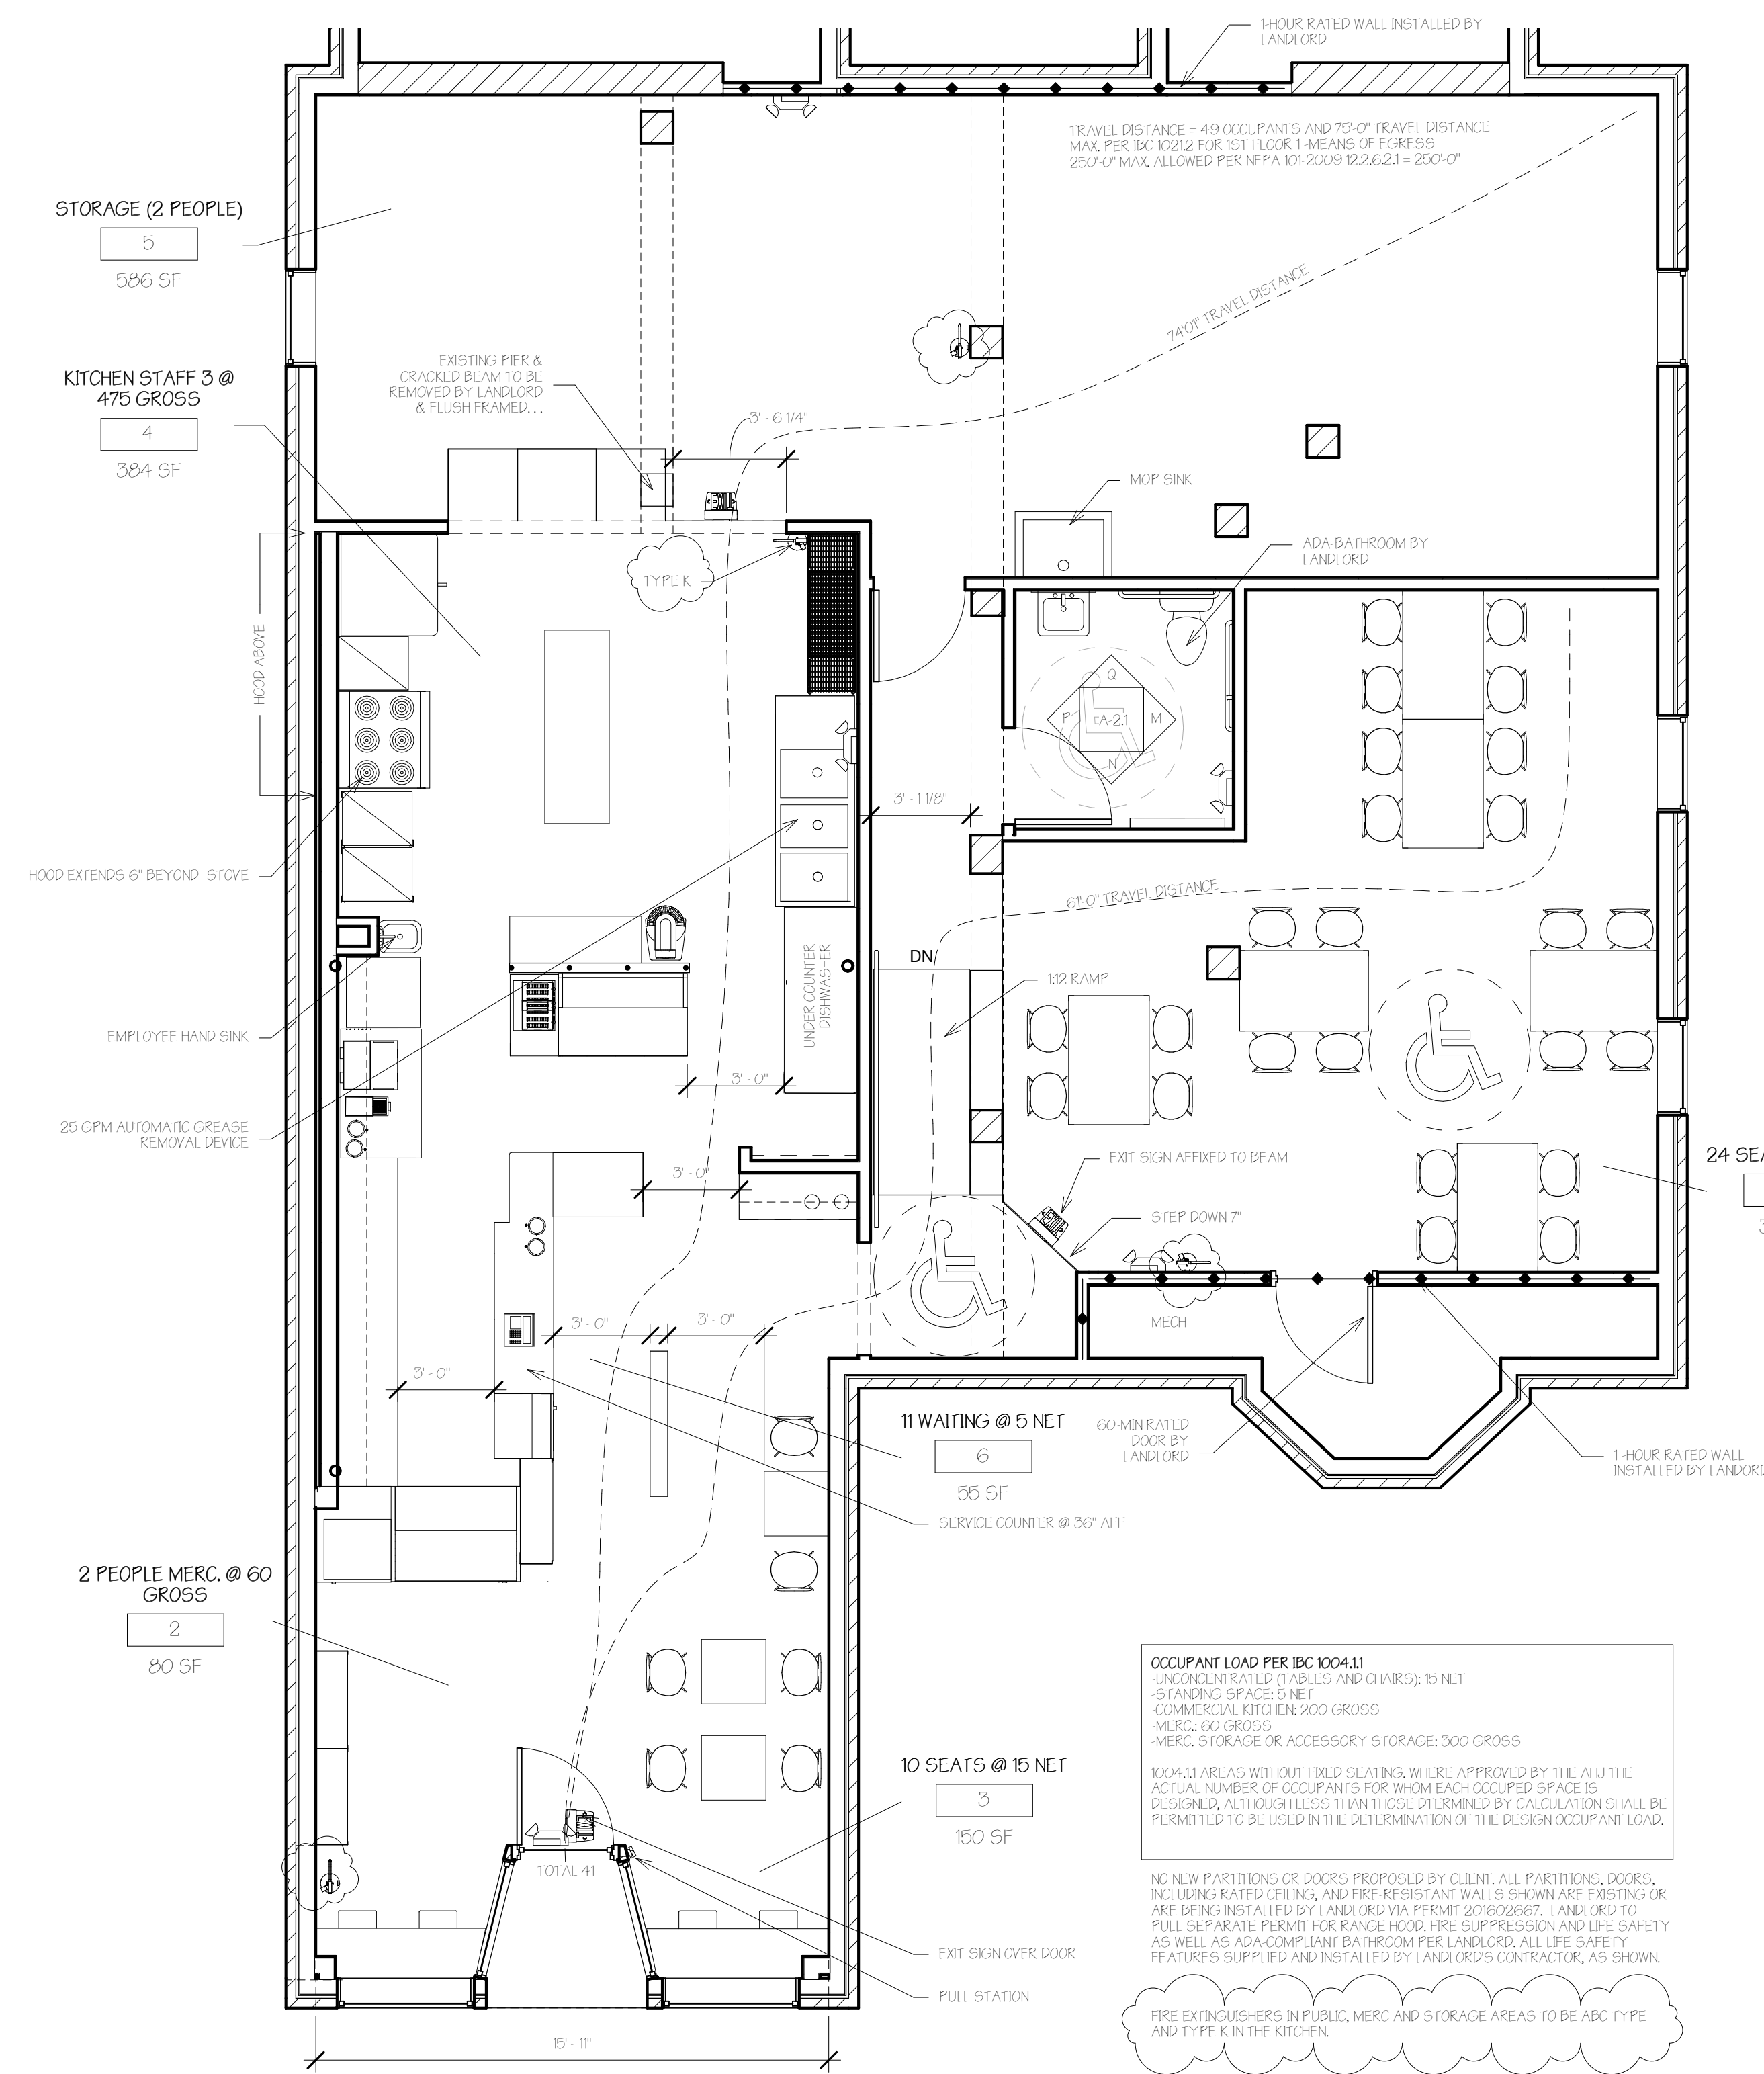 1-HOUR RATED WALL INSTALLED BY
LANDLORD
TRAVEL DISTANCE = 49 OCCUPANTS AND 75'-0" TRAVEL DISTANCE
MAX. PER IBC 1021.2 FOR 1ST FLOOR 1 -MEANS OF EGRESS
250'-0" MAX. ALLOWED PER NFPA 101-2009 12.2.6.2.1 = 250'-0"
STORAGE (2 PEOPLE)
5
586 SF
74'01" TRAVEL DISTANCE
KITCHEN STAFF 3 @
475 GROSS
4
384 SF
EXISTING PIER &
CRACKED BEAM TO BE
REMOVED BY LANDLORD
& FLUSH FRAMED...
3' - 6 1/4"
EXIT
MOP SINK
ADA-BATHROOM BY
LANDLORD
TYPE K
HOOD ABOVE
Q
P
A-2.1
M
N
3' - 1 1/8"
HOOD EXTENDS 6" BEYOND STOVE
61'-0" TRAVEL DISTANCE
DN
UNDER COUNTER
DISHWASHER
1:12 RAMP
EMPLOYEE HAND SINK
3' - 0"
25 GPM AUTOMATIC GREASE
REMOVAL DEVICE
3' - 0"
EXIT SIGN AFFIXED TO BEAM
24 SEA
EXIT
STEP DOWN 7"
3' - 0"
3' - 0"
MECH
3' - 0"
11 WAITING @ 5 NET
6
55 SF
60-MIN RATED
DOOR BY
LANDLORD
1 -HOUR RATED WALL
INSTALLED BY LANDORD
SERVICE COUNTER @ 36" AFF
2 PEOPLE MERC. @ 60
GROSS
2
80 SF
OCCUPANT LOAD PER IBC 1004.1.1
-UNCONCENTRATED (TABLES AND CHAIRS): 15 NET
-STANDING SPACE: 5 NET
-COMMERCIAL KITCHEN: 200 GROSS
-MERC.: 60 GROSS
-MERC. STORAGE OR ACCESSORY STORAGE: 300 GROSS
1004.1.1 AREAS WITHOUT FIXED SEATING. WHERE APPROVED BY THE AHJ THE
ACTUAL NUMBER OF OCCUPANTS FOR WHOM EACH OCCUPED SPACE IS
DESIGNED, ALTHOUGH LESS THAN THOSE DTERMINED BY CALCULATION SHALL BE
PERMITTED TO BE USED IN THE DETERMINATION OF THE DESIGN OCCUPANT LOAD.
10 SEATS @ 15 NET
3
150 SF
TOTAL 41
NO NEW PARTITIONS OR DOORS PROPOSED BY CLIENT. ALL PARTITIONS, DOORS,
INCLUDING RATED CEILING, AND FIRE-RESISTANT WALLS SHOWN ARE EXISTING OR
ARE BEING INSTALLED BY LANDLORD VIA PERMIT 201602667. LANDLORD TO
PULL SEPARATE PERMIT FOR RANGE HOOD. FIRE SUPPRESSION AND LIFE SAFETY
AS WELL AS ADA-COMPLIANT BATHROOM PER LANDLORD. ALL LIFE SAFETY
FEATURES SUPPLIED AND INSTALLED BY LANDLORD'S CONTRACTOR, AS SHOWN.
EXIT SIGN OVER DOOR
PULL STATION
FIRE EXTINGUISHERS IN PUBLIC, MERC AND STORAGE AREAS TO BE ABC TYPE
AND TYPE K IN THE KITCHEN.
15' - 11"